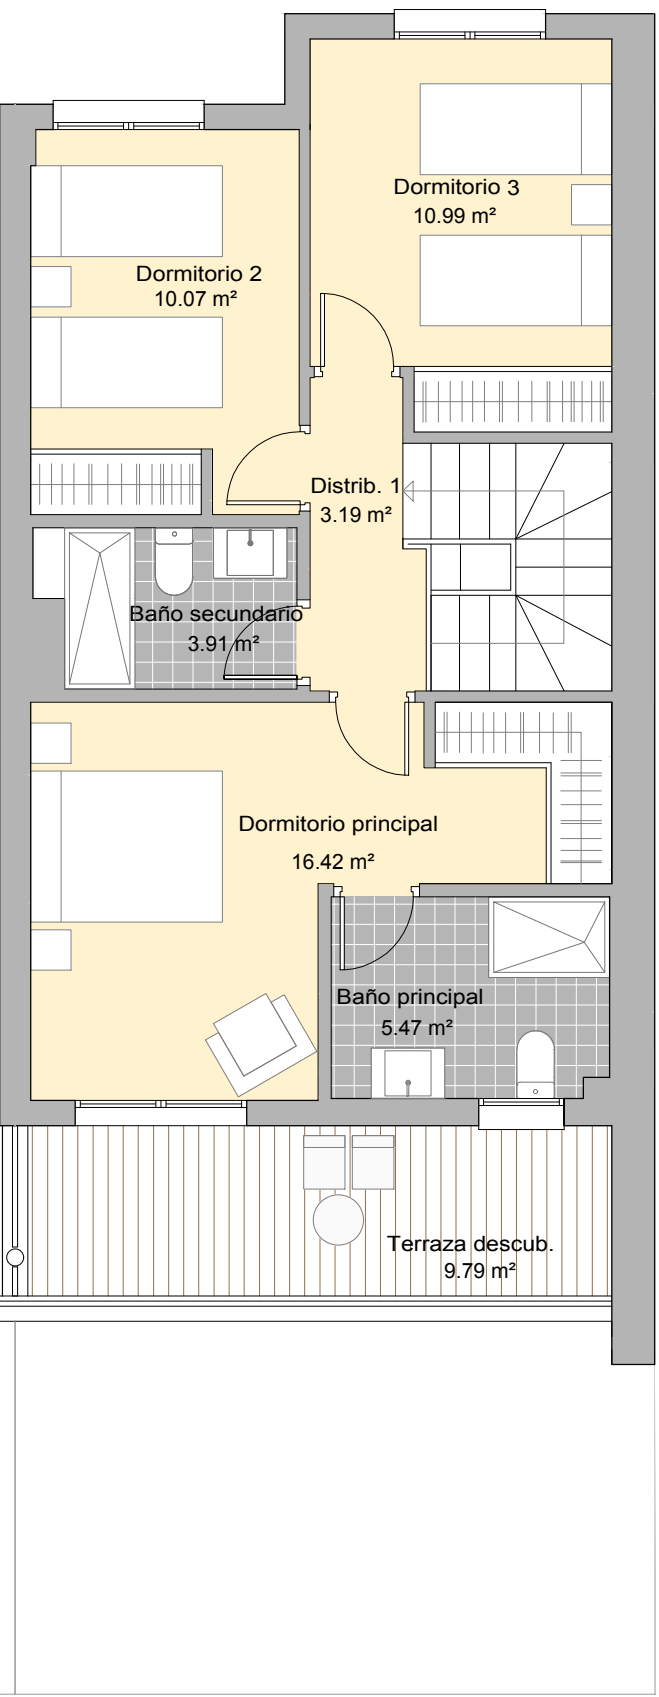 Dormitorio 3
10.99 m²
Dormitorio 2
10.07 m²
Distrib. 1
3.19 m²
Baño secundario
3.91 m²
Dormitorio principal
16.42 m²
Baño principal
5.47 m²
Terraza descub.
9.79 m²